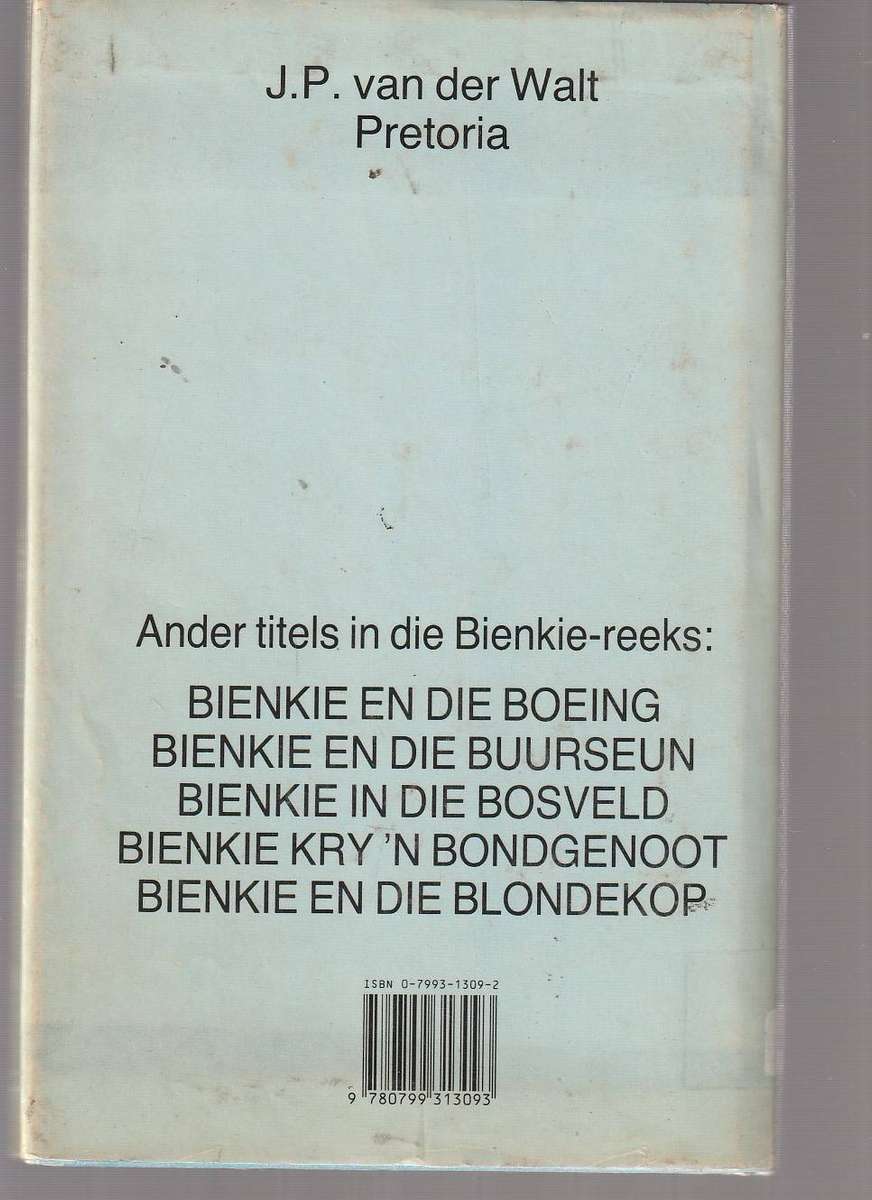 J.P. van der Walt
Pretoria
Ander titels in die Bienkie-reeks:
BIENKIE EN DIE BOEING
BIENKIE EN DIE BUURSEUN
BIENKIE IN DIE BOSVELD
BIENKIE KRY 'N BONDGENOOT
BIENKIE EN DIE BLONDEKOP
ISBN 0-7993-1309-2
9 780799 313093